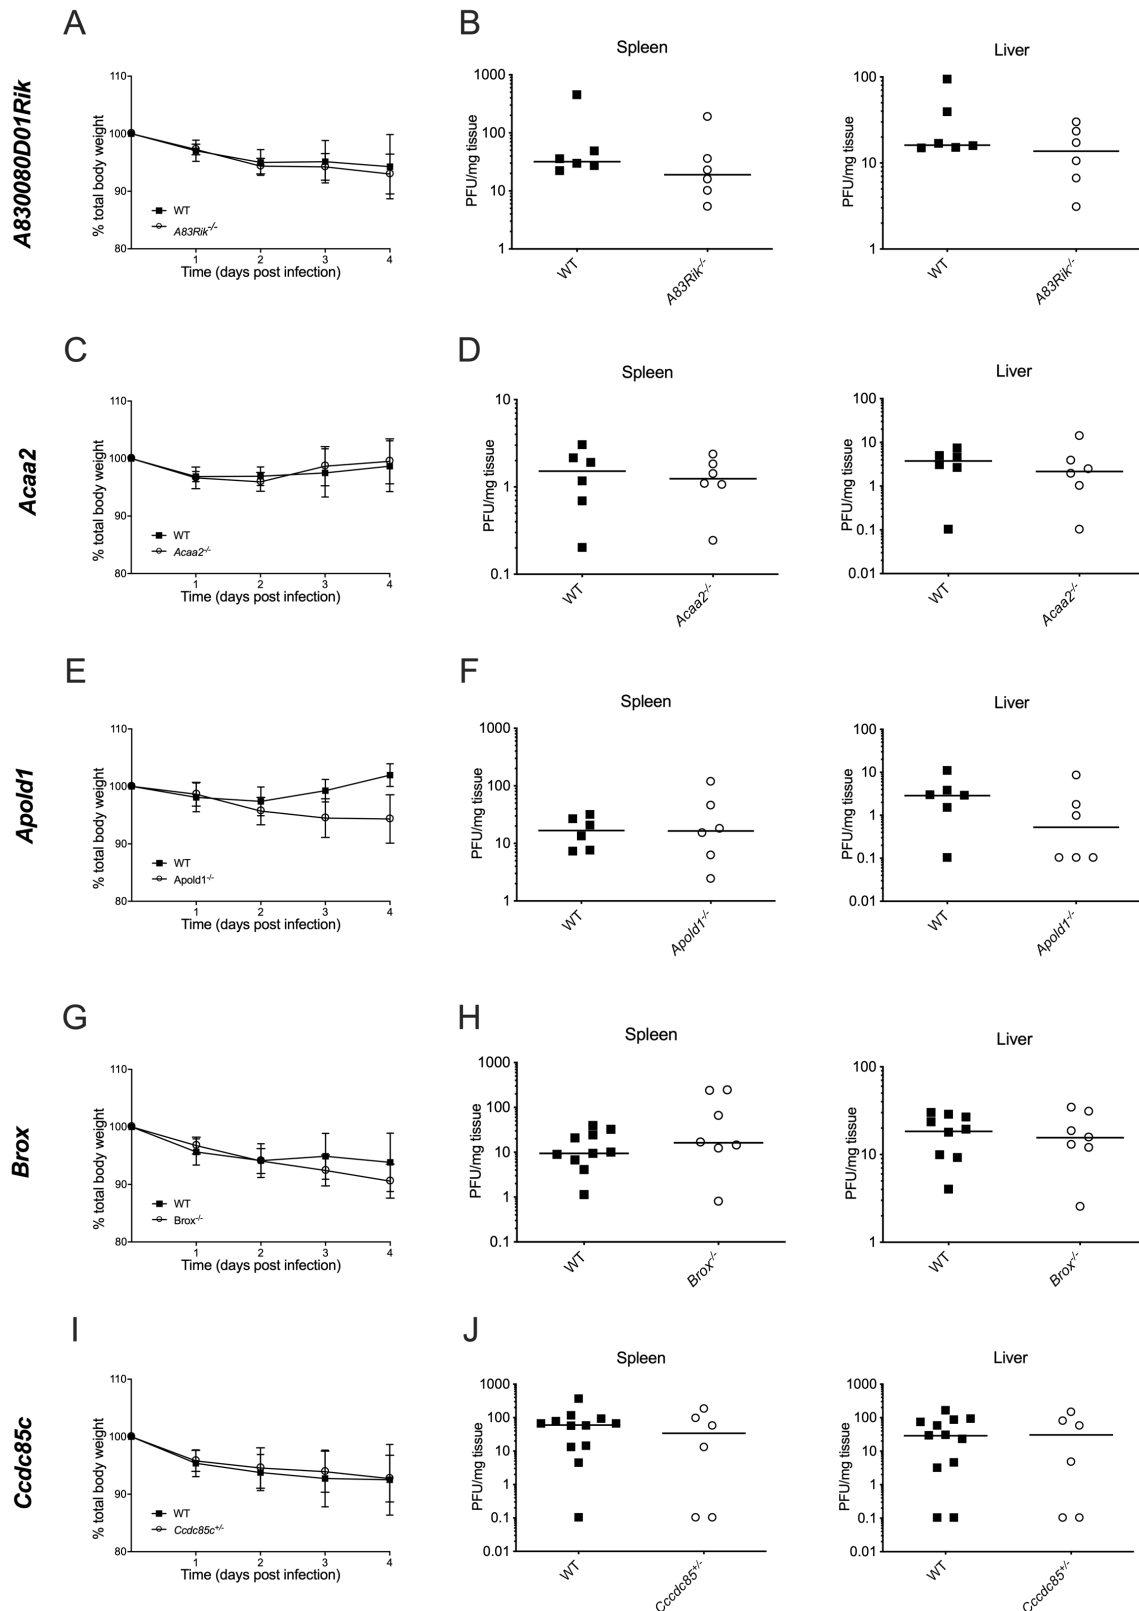 A
A830080D01Rik
% total body weight
110
100
90
80
1
2
3
4
WT
A83Rik-/-
Time (days post infection)
B
Spleen
PFU/mg tissue
1000
100
10
1
WT
A83Rik-/-
Liver
PFU/mg tissue
100
10
1
WT
A83Rik-/-
C
Acaa2
% total body weight
110
100
90
80
1
2
3
4
WT
Acaa2-/-
Time (days post infection)
D
Spleen
PFU/mg tissue
10
1
0.1
WT
Acaa2-/-
Liver
PFU/mg tissue
100
10
1
0.1
0.01
WT
Acaa2-/-
E
Apold1
% total body weight
110
100
90
80
1
2
3
4
WT
Apold1-/-
Time (days post infection)
F
Spleen
PFU/mg tissue
1000
100
10
1
WT
Apold1-/-
Liver
PFU/mg tissue
100
10
1
0.1
0.01
WT
Apold1-/-
G
Brox
% total body weight
110
100
90
80
1
2
3
4
WT
Brox-/-
Time (days post infection)
H
Spleen
PFU/mg tissue
1000
100
10
1
0.1
WT
Brox-/-
Liver
PFU/mg tissue
100
10
1
WT
Brox-/-
I
Ccdc85c
% total body weight
110
100
90
80
1
2
3
4
WT
Ccdc85c+/-
Time (days post infection)
J
Spleen
PFU/mg tissue
1000
100
10
1
0.1
0.01
WT
Cccdc85+/-
Liver
PFU/mg tissue
1000
100
10
1
0.1
0.01
WT
Cccdc85+/-